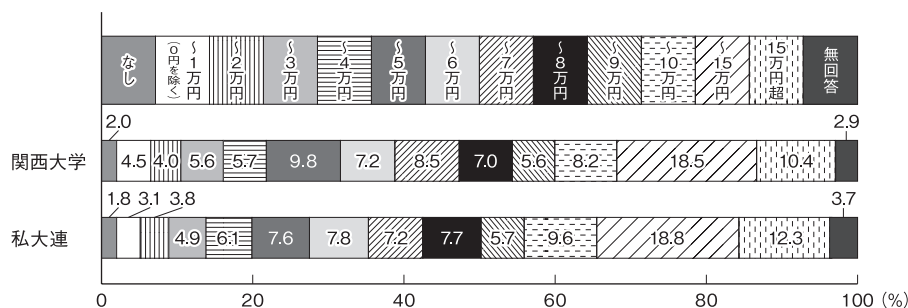 なし
～1万円
（0円を除く）
～2万円
～3万円
～4万円
～5万円
～6万円
～7万円
～8万円
～9万円
～10万円
～15万円
15万円超
無回答
2.0
2.9
関西大学
4.5
4.0
5.6
5.7
9.8
7.2
8.5
7.0
5.6
8.2
18.5
10.4
1.8
3.1
3.8
3.7
私大連
4.9
6.1
7.6
7.8
7.2
7.7
5.7
9.6
18.8
12.3
0
20
40
60
80
100
(%)